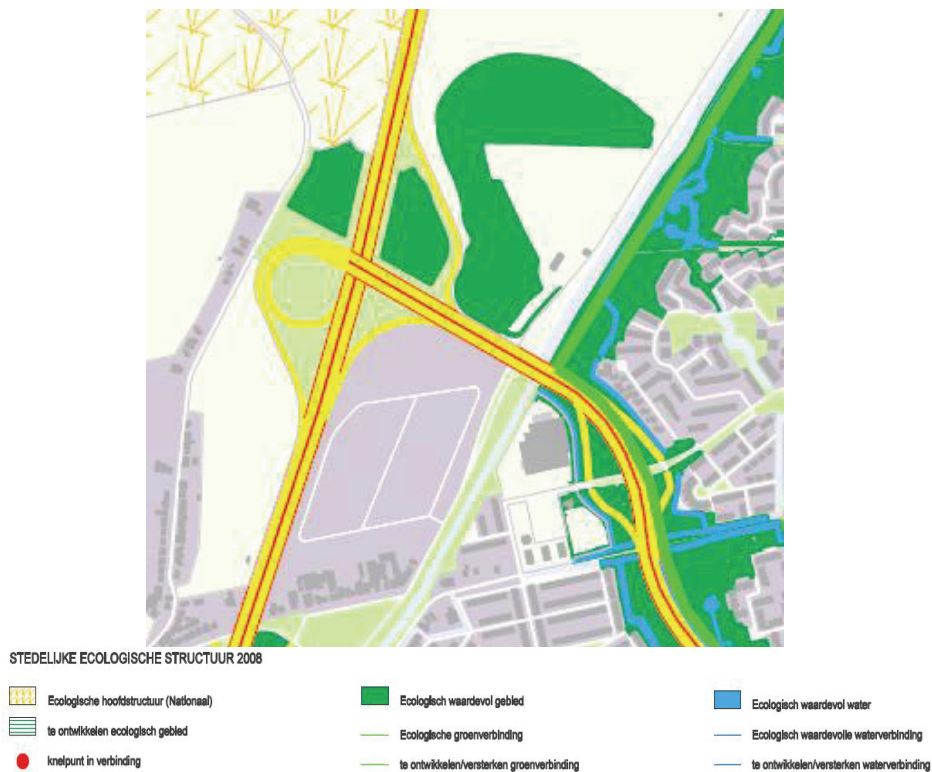 STEDELIJKE ECOLOGISCHE STRUCTUUR 2008
Ecologische hoofdstructuur (Nationaal)
te ontwikkelen ecologisch gebied
knelpunt in verbinding
Ecologisch waardevol gebied
Ecologische groenverbinding
te ontwikkelen/versterken groenverbinding
Ecologisch waardevol water
Ecologisch waardevolle waterverbinding
te ontwikkelen/versterken waterverbinding